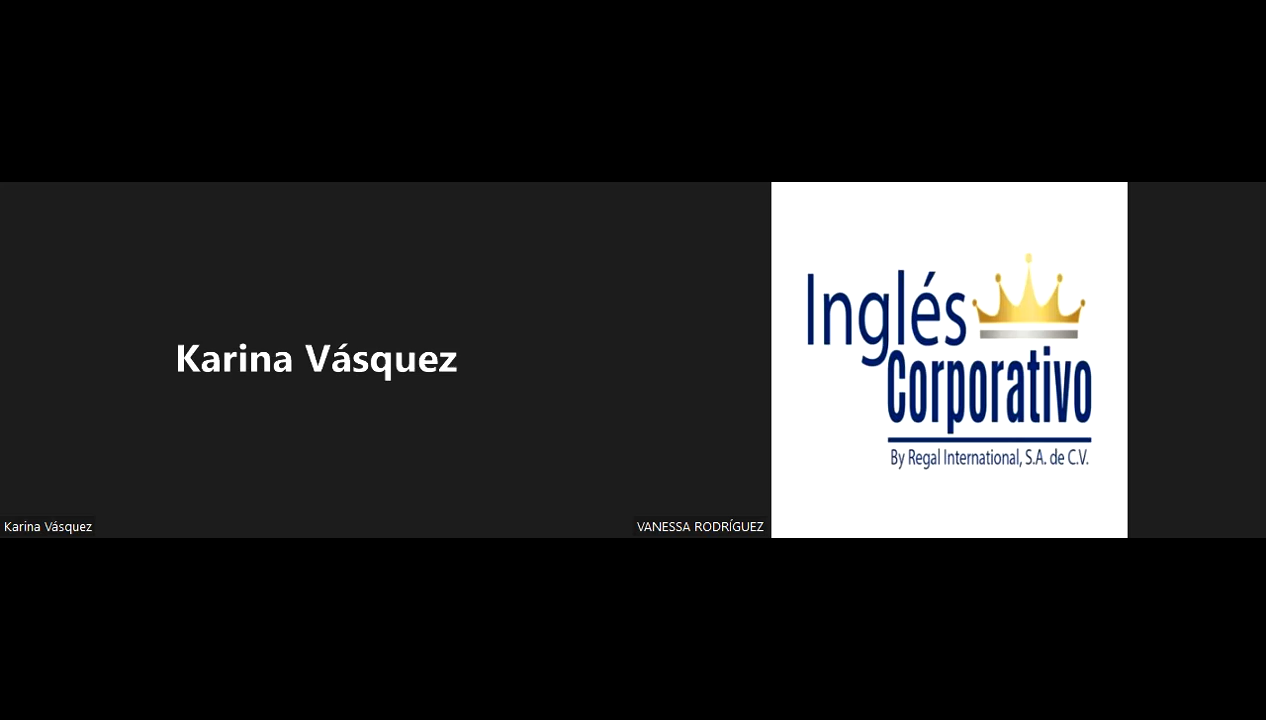 Karina Vásquez
Karina Vásquez
VANESSA RODRÍGUEZ
Inglés
Corporativo
By Regal International, S.A. de C.V.